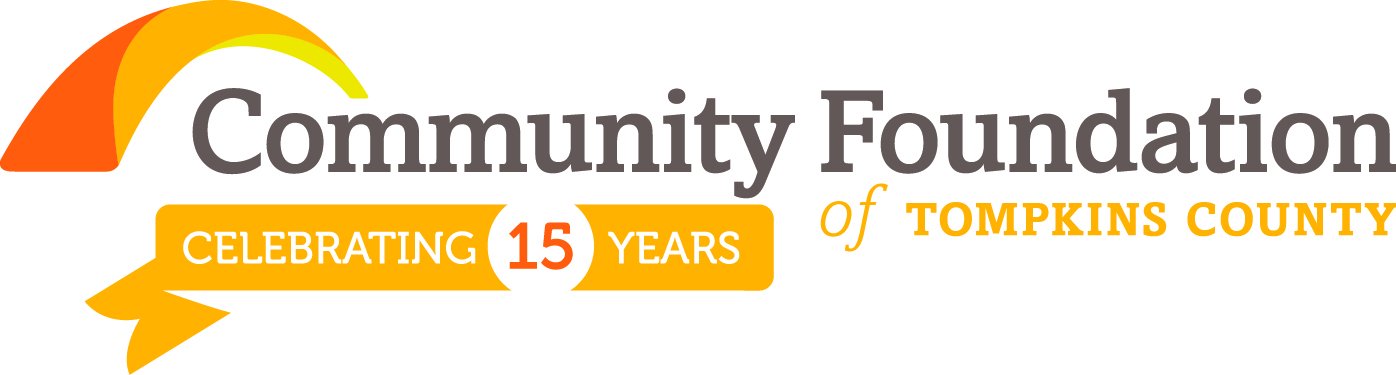 Community Foundation
of TOMPKINS COUNTY
CELEBRATING 15 YEARS